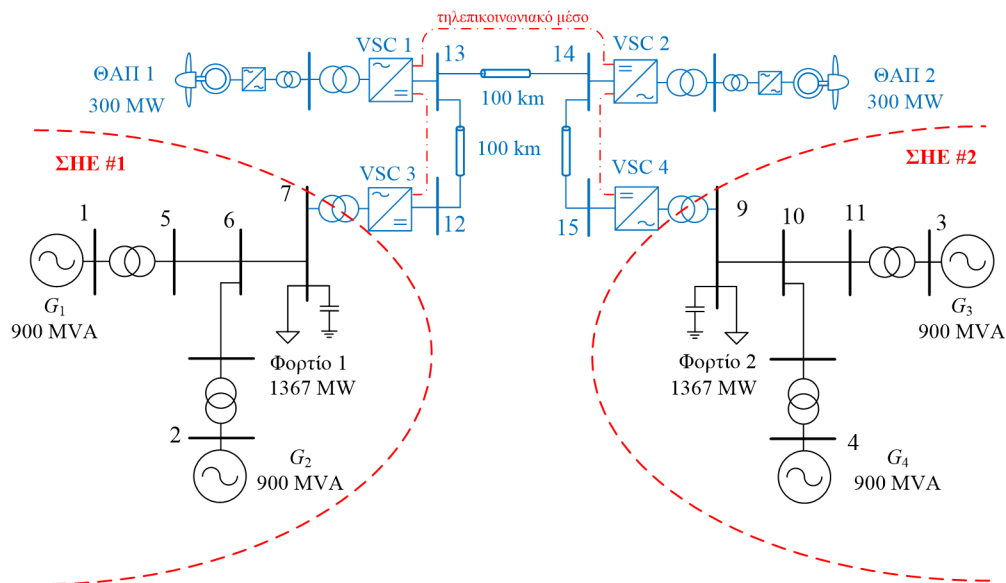 τηλεπικοινωνιακό μέσο
VSC 1
13
14
VSC 2
ΘΑΠ 1
300 MW
100 km
ΘΑΠ 2
300 MW
100 km
ΣΗΕ #1
ΣΗΕ #2
VSC 3
VSC 4
7
12
15
9
1
5
6
10
11
3
G1
900 MVA
G3
900 MVA
Φορτίο 1
1367 MW
Φορτίο 2
1367 MW
2
G2
900 MVA
4
G4
900 MVA